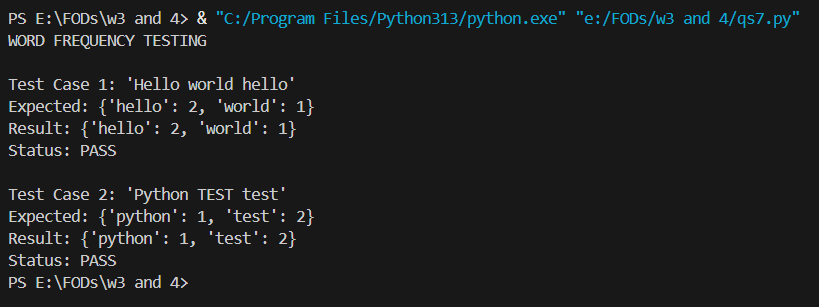 PS E:\FODs\w3 and 4> & "C:/Program Files/Python313/python.exe" "e:/FODs/w3 and 4/qs7.py"
WORD FREQUENCY TESTING
Test Case 1: 'Hello world hello'
Expected: {'hello': 2, 'world': 1}
Result: {'hello': 2, 'world': 1}
Status: PASS
Test Case 2: 'Python TEST test'
Expected: {'python': 1, 'test': 2}
Result: {'python': 1, 'test': 2}
Status: PASS
PS E:\FODs\w3 and 4>